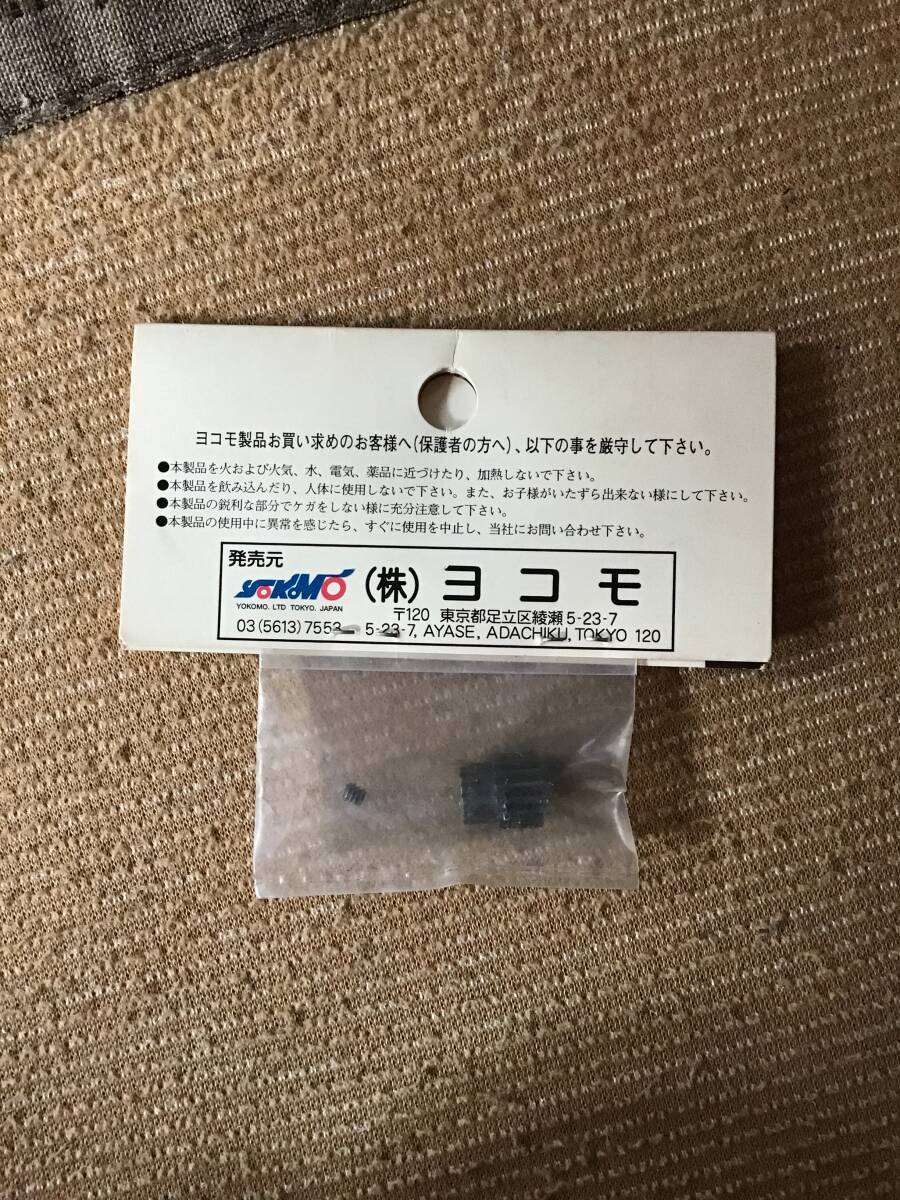 ヨコモ製品お買い求めのお客様へ(保護者の方へ)、以下の事を厳守して下さい。
●本製品を火および火気、水、電気、薬品に近づけたり、加熱しないで下さい。
●本製品を飲み込んだり、人体に使用しないで下さい。また、お子様がいたずら出来ない様にして下さい。
●本製品の鋭利な部分でケガをしない様に充分注意して下さい。
●本製品の使用中に異常を感じたら、すぐに使用を中止し、当社にお問い合わせ下さい。
発売元
YOKOMO (株)ヨコモ
YOKOMO. LTD TOKYO. JAPAN
〒120 東京都足立区綾瀬5-23-7
03(5613)7553 5-23-7, AYASE, ADACHIKU, TOKYO 120